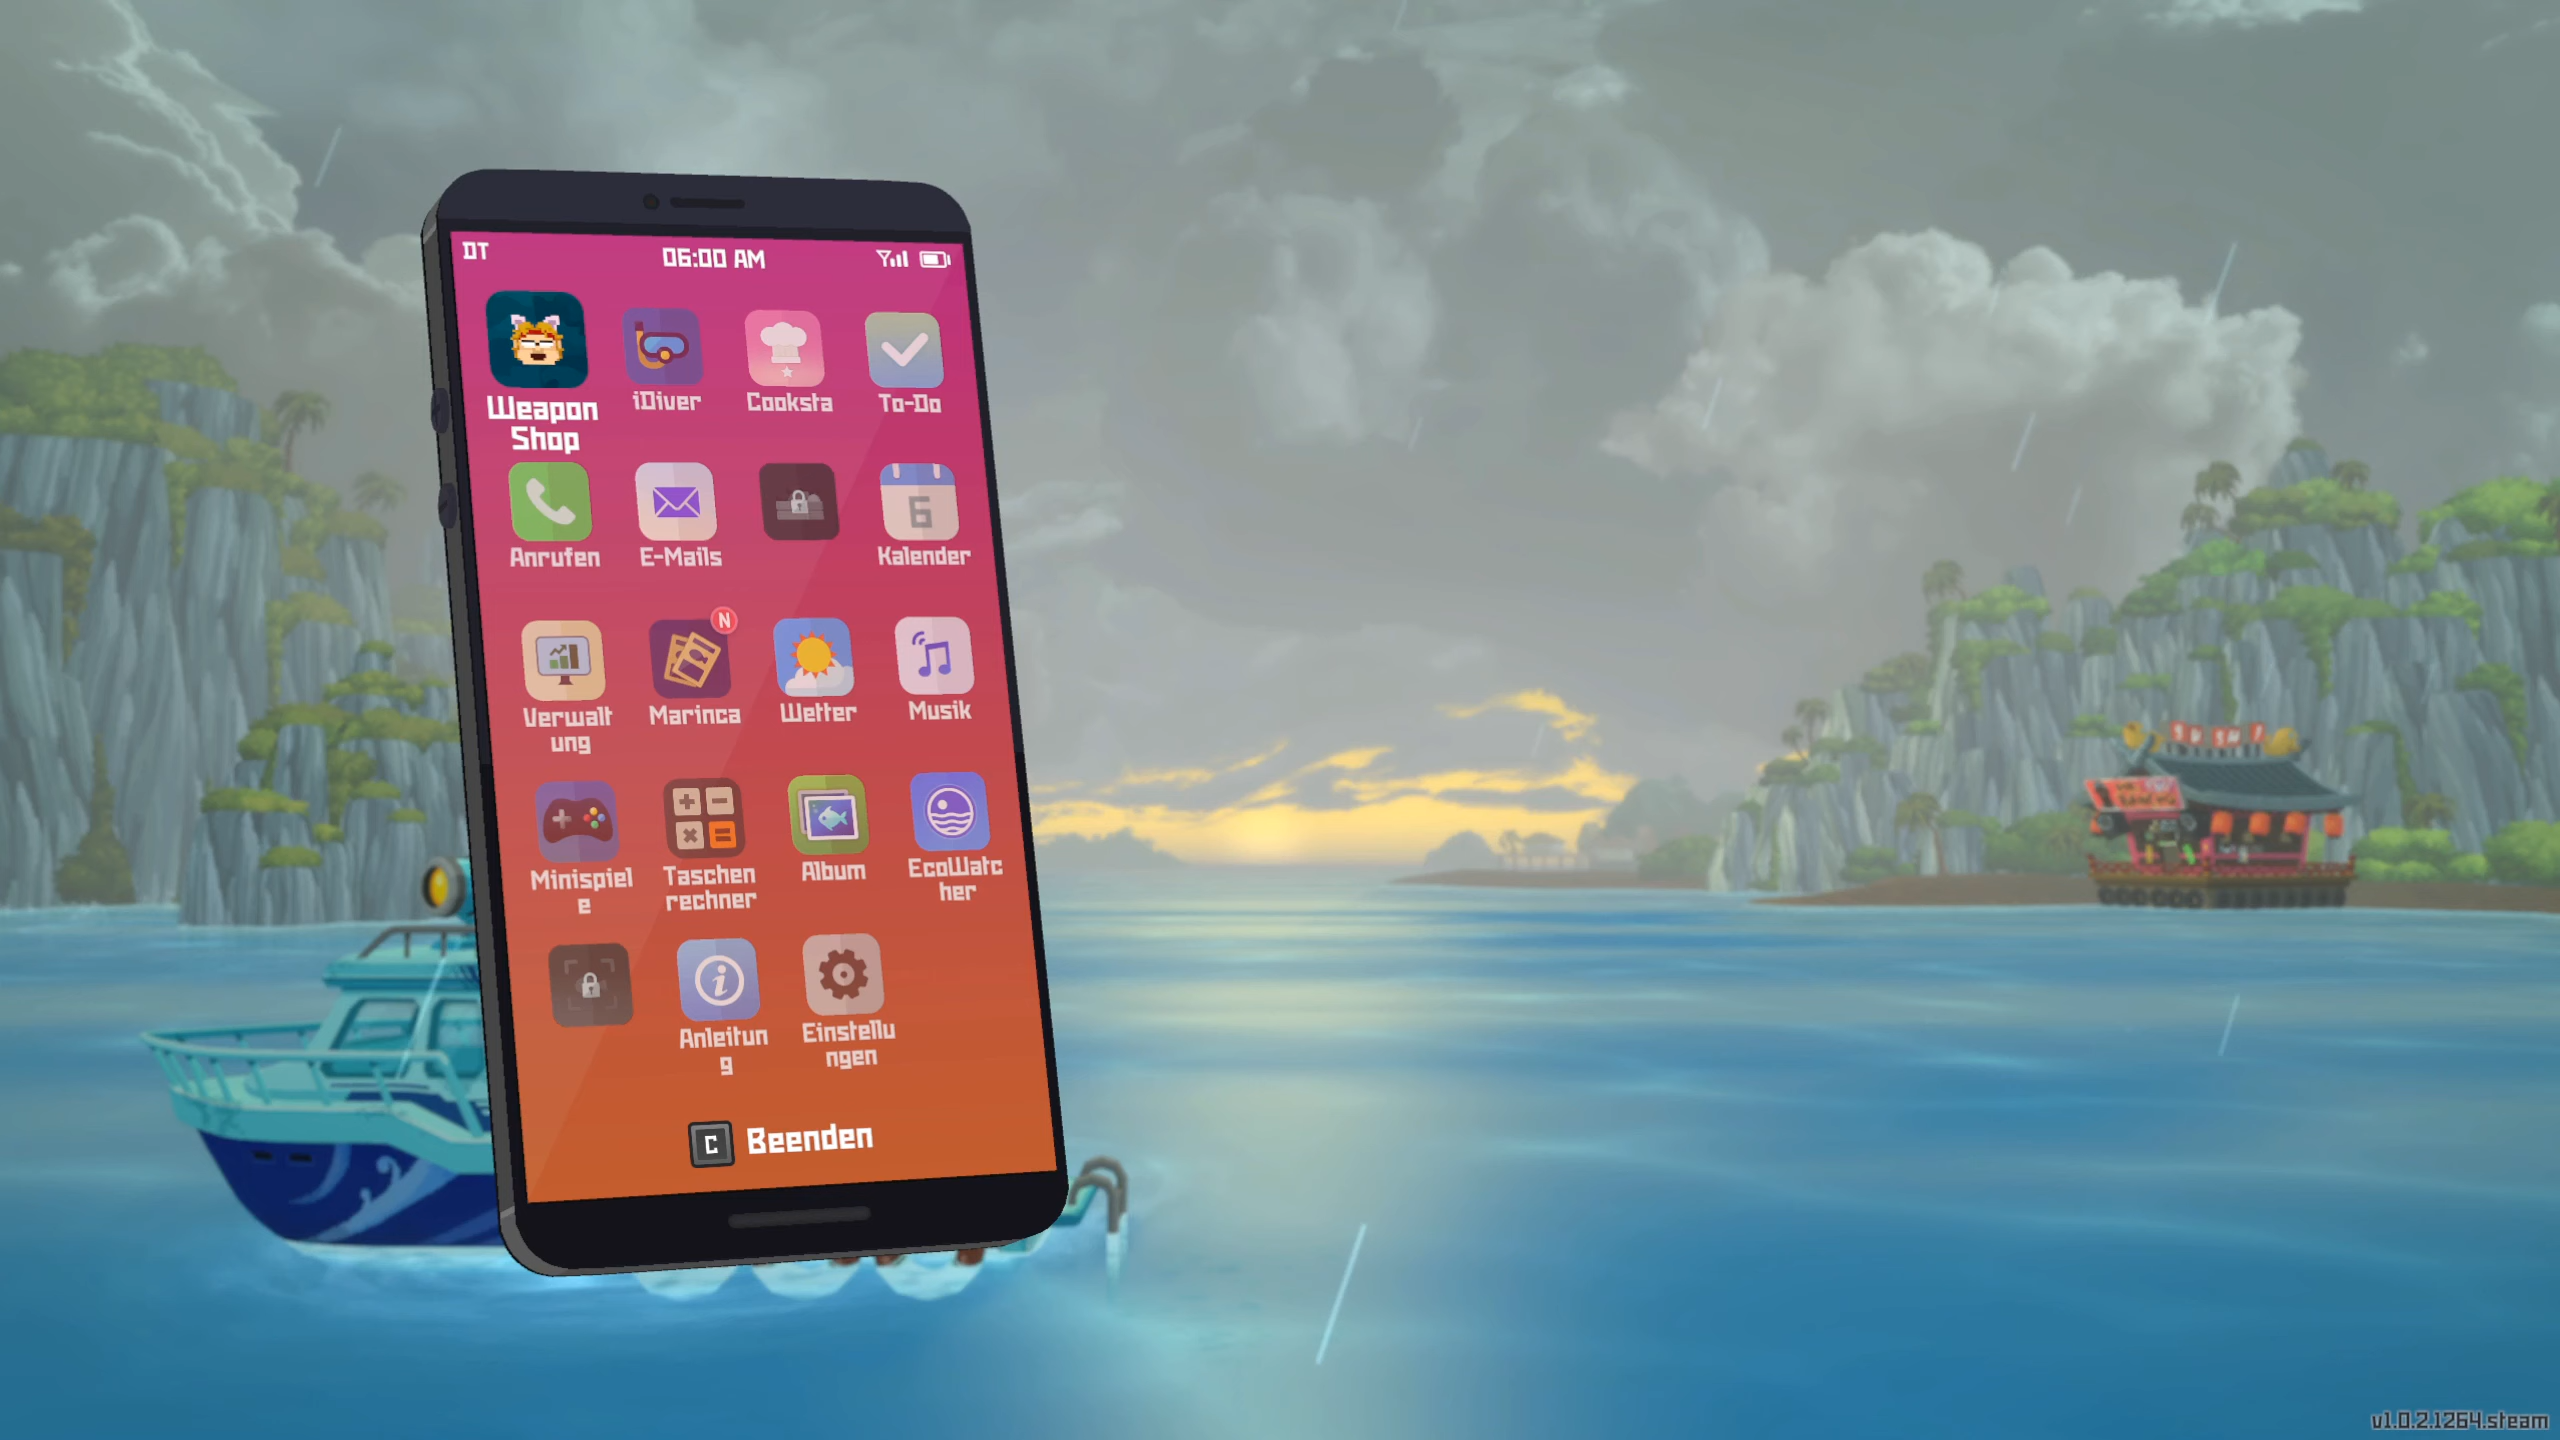 DT
06:00 AM
Weapon
Shop
iDiver
Cooksta
To-Do
Anrufen
E-Mails
6
Kalender
Verwalt
ung
N
Marinca
Wetter
Musik
Minispiel
e
Taschen
rechner
Album
EcoWatc
her
Anleitun
g
Einstellu
ngen
C Beenden
SUSHI
v1.0.2.1264.steam